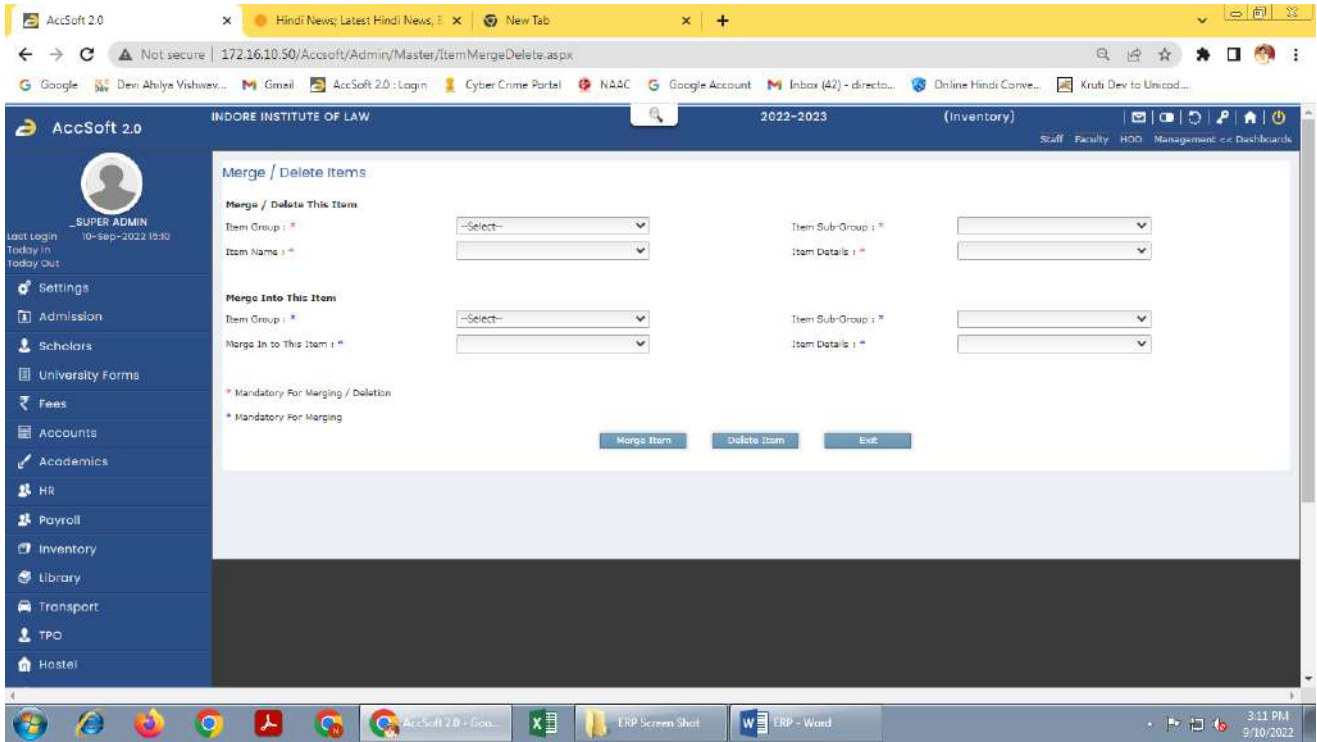 AccSoft 2.0
Hindi News; Latest Hindi News,
New Tab
Not secure | 172.16.10.50/Accsoft/Admin/Master/ItemMergeDelete.aspx
Google
Devi Ahilya Vishwav...
Gmail
AccSoft 2.0 : Login
Cyber Crime Portal
NAAC
Google Account
Inbox (42) - directo...
Online Hindi Conve...
Kruti Dev to Unicod...
AccSoft 2.0
INDORE INSTITUTE OF LAW
2022-2023
(Inventory)
Staff Faculty HOD Management << Dashboards
_SUPER ADMIN
Last Login 10-Sep-2022 15:10
Today In
Today Out
Settings
Admission
Scholars
University Forms
Fees
Accounts
Academics
HR
Payroll
Inventory
Library
Transport
TPO
Hostel
Merge / Delete Items
Merge / Delete This Item
Item Group : * --Select-- Item Sub-Group : *
Item Name : * Item Details : *
Merge Into This Item
Item Group : * --Select-- Item Sub-Group : *
Merge In to This Item : * Item Details : *
* Mandatory For Merging / Deletion
* Mandatory For Merging
Merge Item Delete Item Exit
AccSoft 2.0 - Goo...
ERP Screen Shot
ERP - Word
3:11 PM
9/10/2022